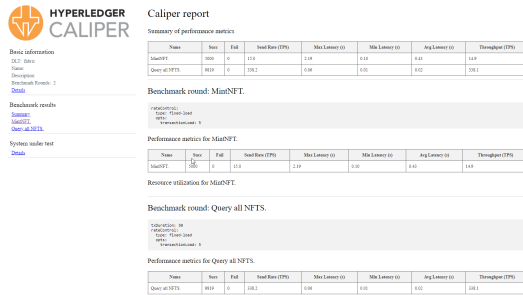 HYPERLEDGER
CALIPER
Basic information
DLT: fabric
Name:
Description:
Benchmark Rounds: 2
Details
Benchmark results
Summary
MintNFT.
Query all NFTS.
System under test
Details
Caliper report
Summary of performance metrics
Name Succ Fail Send Rate (TPS) Max Latency (s) Min Latency (s) Avg Latency (s) Throughput (TPS)
MintNFT. 5000 0 15.0 2.19 0.10 0.43 14.9
Query all NFTS. 9819 0 338.2 0.06 0.01 0.02 338.1
Benchmark round: MintNFT.
rateControl:
type: fixed-load
opts:
transactionLoad: 5
Performance metrics for MintNFT.
Name Succ Fail Send Rate (TPS) Max Latency (s) Min Latency (s) Avg Latency (s) Throughput (TPS)
MintNFT. 5000 0 15.0 2.19 0.10 0.43 14.9
Resource utilization for MintNFT.
Benchmark round: Query all NFTS.
txDuration: 30
rateControl:
type: fixed-load
opts:
transactionLoad: 5
Performance metrics for Query all NFTS.
Name Succ Fail Send Rate (TPS) Max Latency (s) Min Latency (s) Avg Latency (s) Throughput (TPS)
Query all NFTS. 9819 0 338.2 0.06 0.01 0.02 338.1